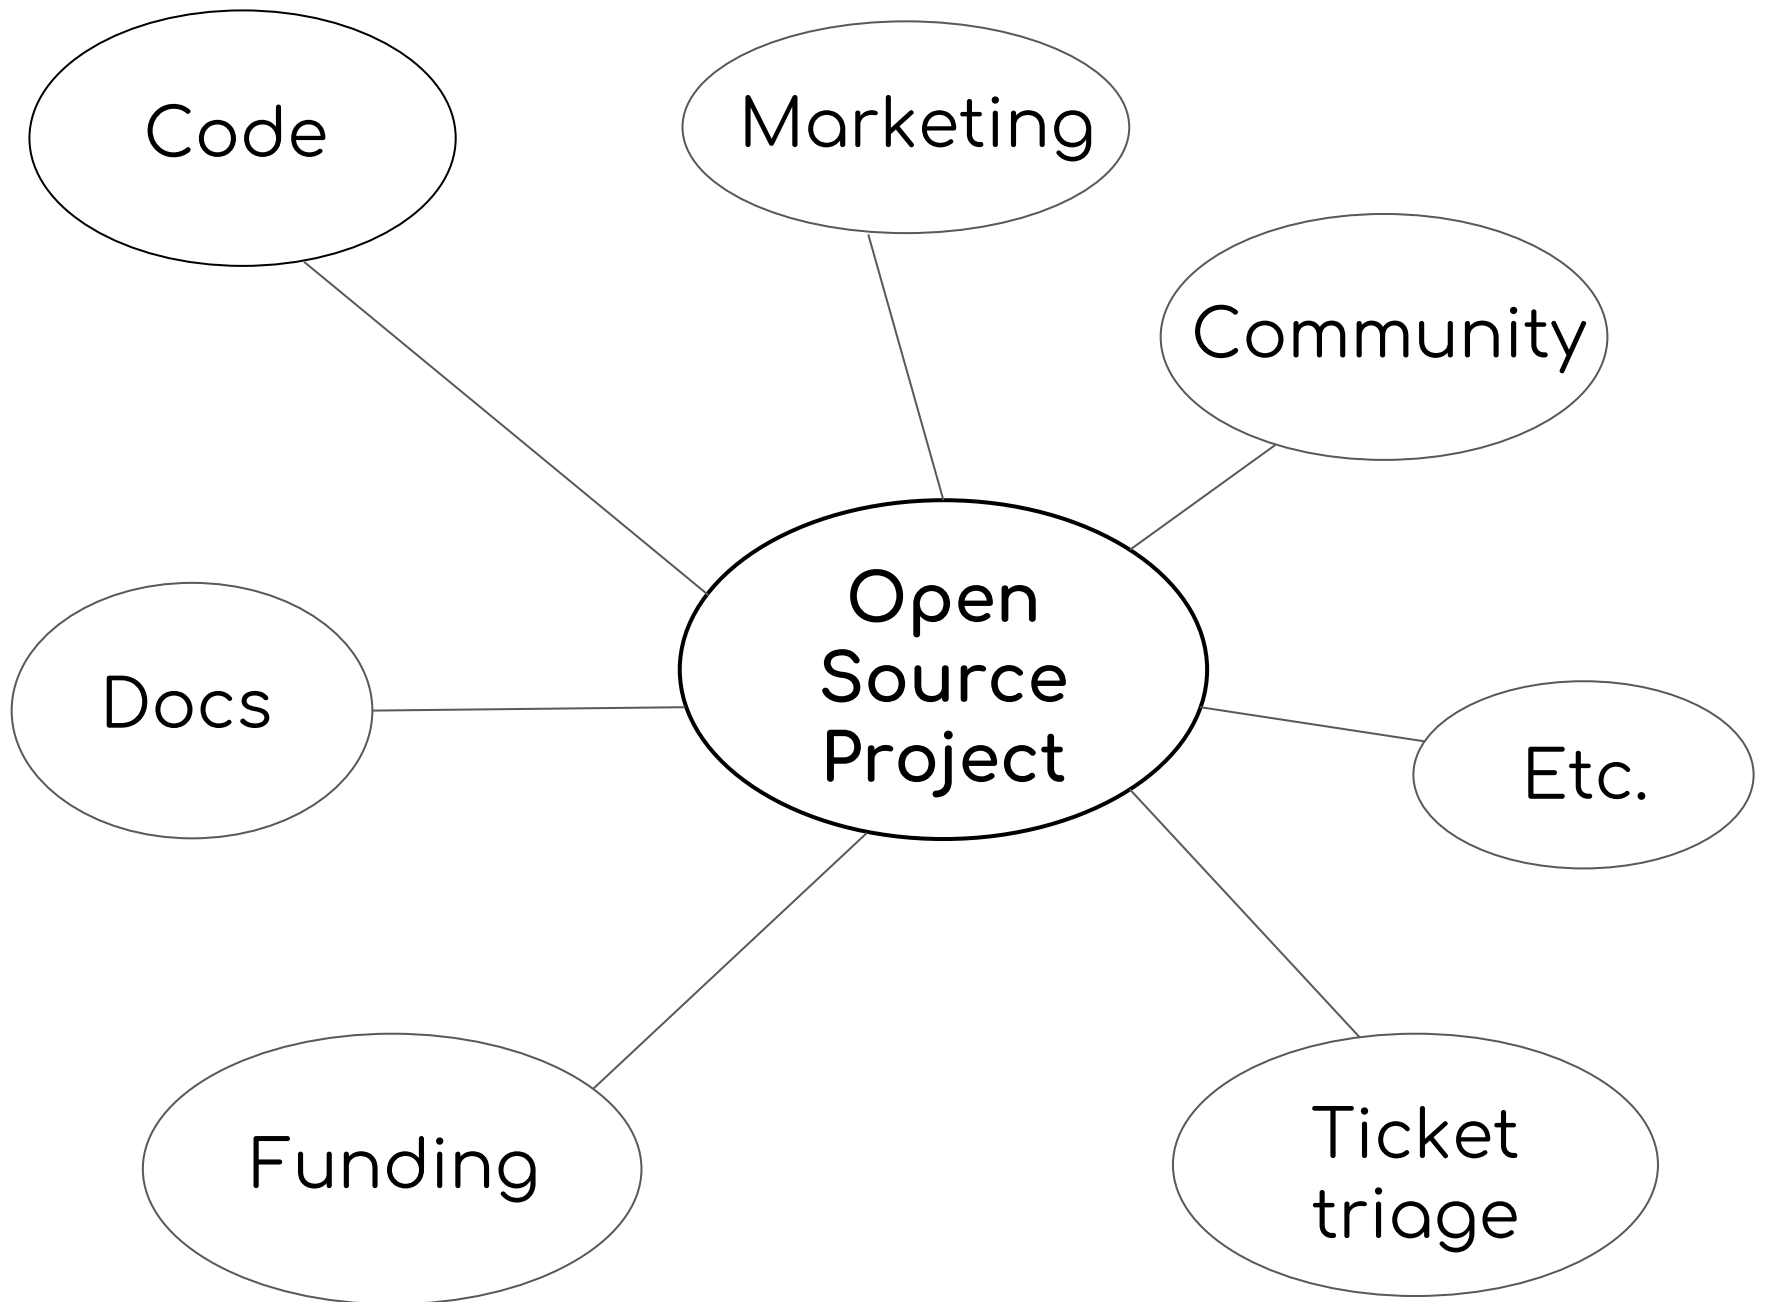 Code
Marketing
Community
Open
Source
Project
Docs
Etc.
Funding
Ticket
triage